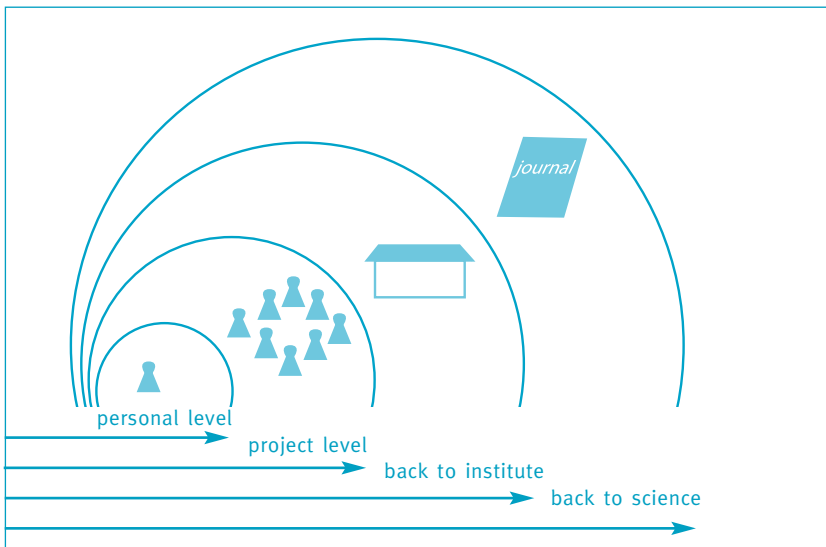 journal
personal level
project level
back to institute
back to science